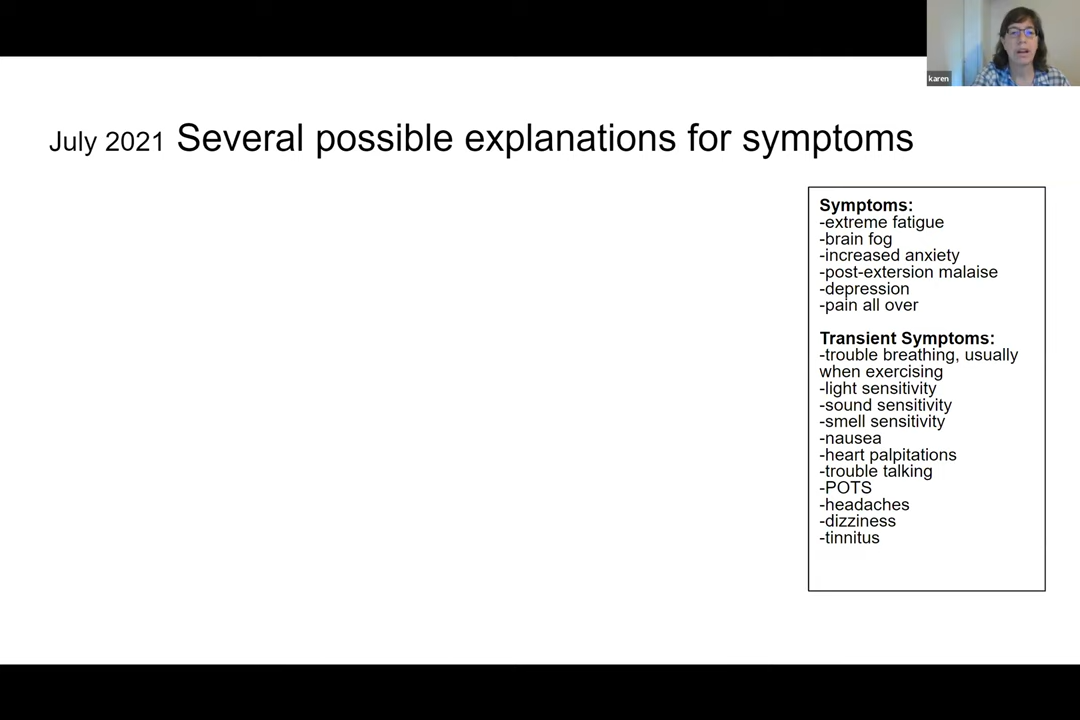 karen
July 2021 Several possible explanations for symptoms
Symptoms:
-extreme fatigue
-brain fog
-increased anxiety
-post-extersion malaise
-depression
-pain all over
Transient Symptoms:
-trouble breathing, usually
when exercising
-light sensitivity
-sound sensitivity
-smell sensitivity
-nausea
-heart palpitations
-trouble talking
-POTS
-headaches
-dizziness
-tinnitus